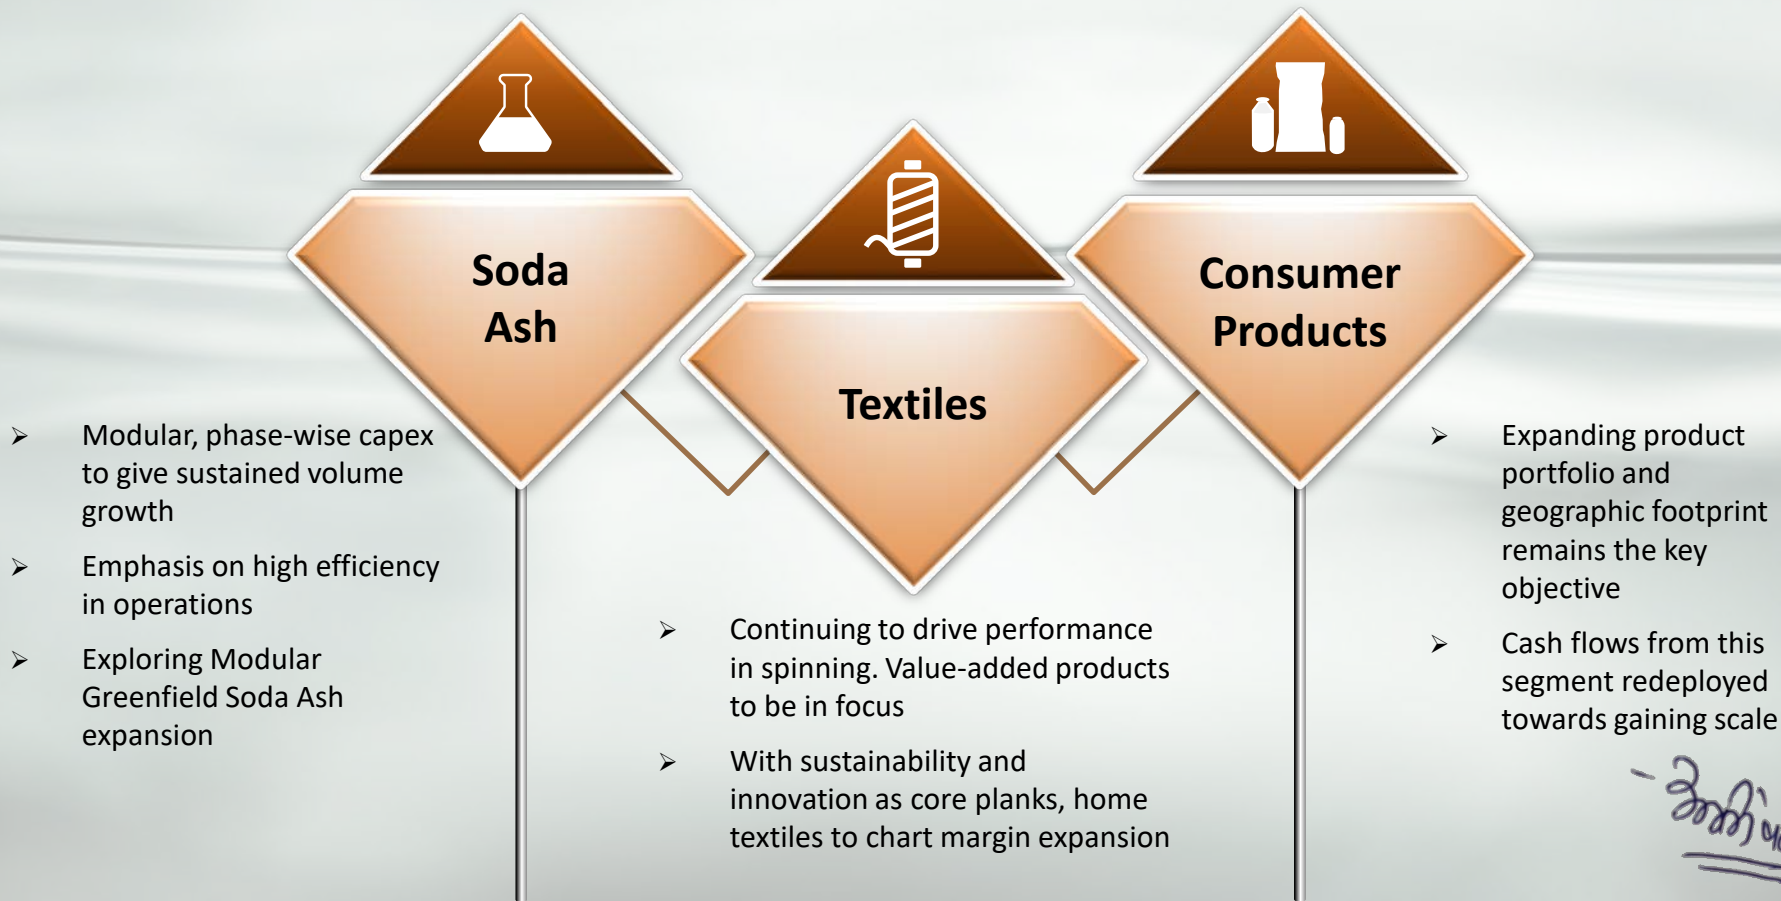 Soda
Ash
➢ Modular, phase-wise capex
to give sustained volume
growth
➢ Emphasis on high efficiency
in operations
➢ Exploring Modular
Greenfield Soda Ash
expansion
Textiles
➢ Continuing to drive performance
in spinning. Value-added products
to be in focus
➢ With sustainability and
innovation as core planks, home
textiles to chart margin expansion
Consumer
Products
➢ Expanding product
portfolio and
geographic footprint
remains the key
objective
➢ Cash flows from this
segment redeployed
towards gaining scale